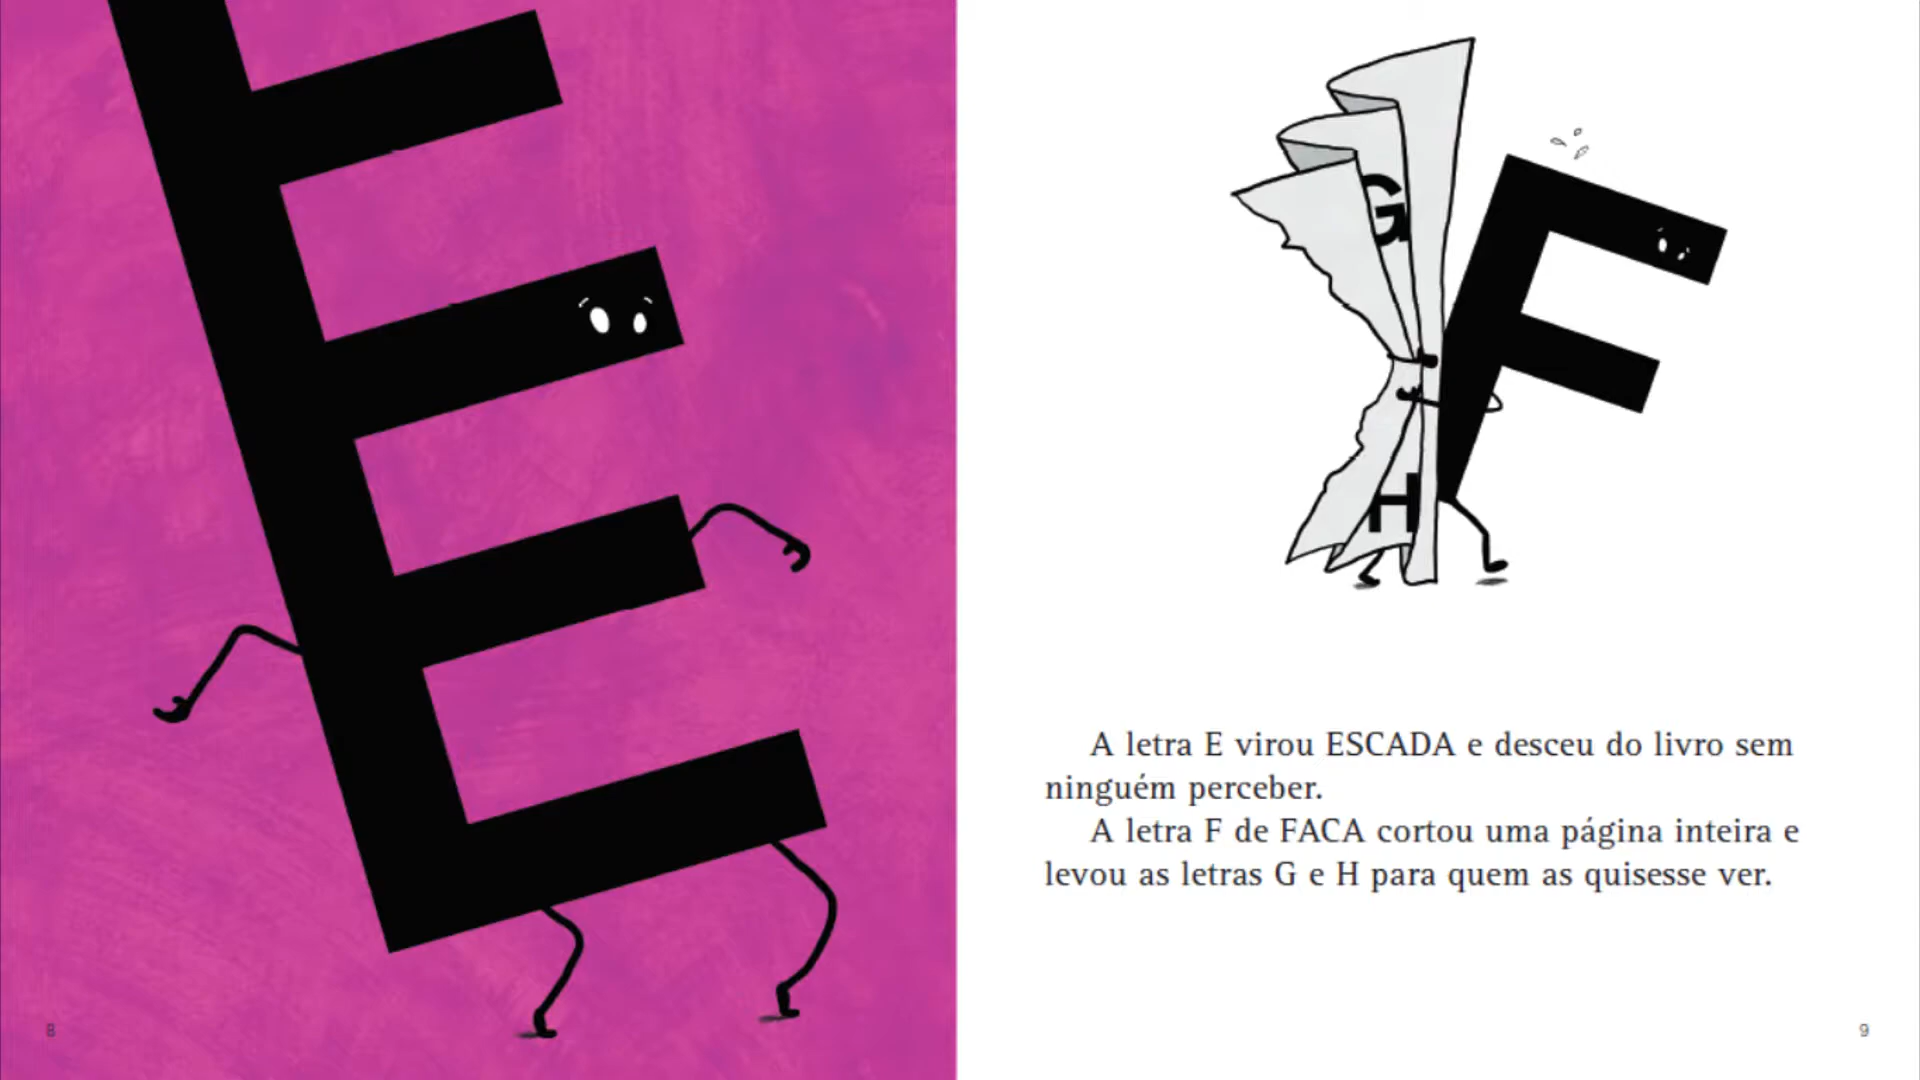 G
H
A letra E virou ESCADA e desceu do livro sem
ninguém perceber.
A letra F de FACA cortou uma página inteira e
levou as letras G e H para quem as quisesse ver.
8
9